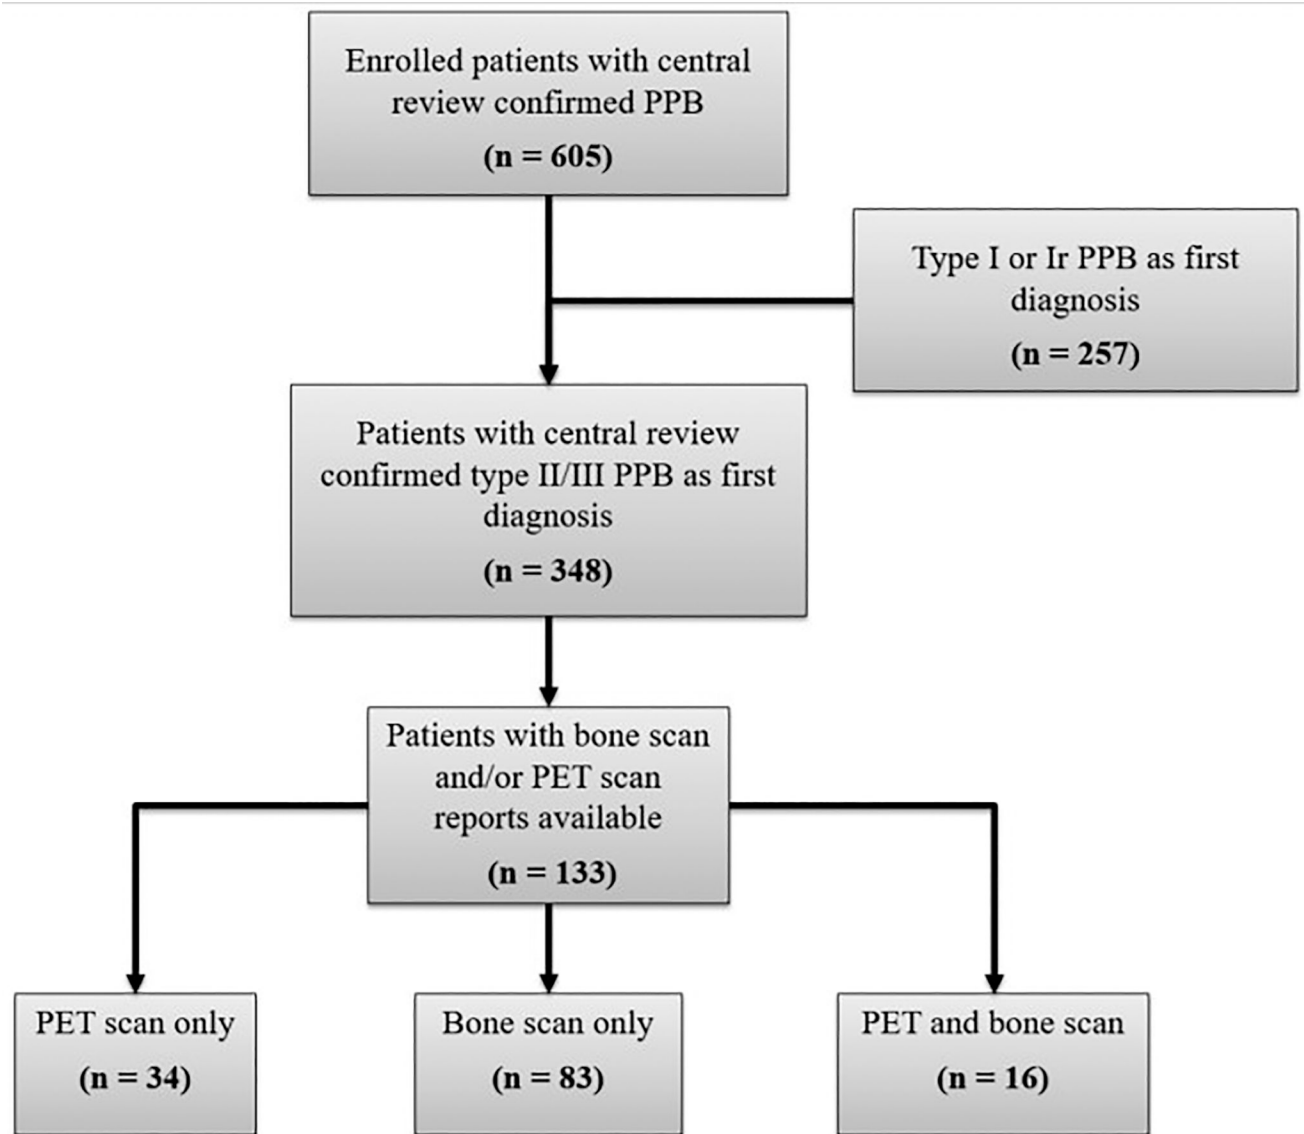 Enrolled patients with central
review confirmed PPB
(n = 605)
Type I or Ir PPB as first
diagnosis
(n = 257)
Patients with central review
confirmed type II/III PPB as first
diagnosis
(n = 348)
Patients with bone scan
and/or PET scan
reports available
(n = 133)
PET scan only
(n = 34)
Bone scan only
(n = 83)
PET and bone scan
(n = 16)